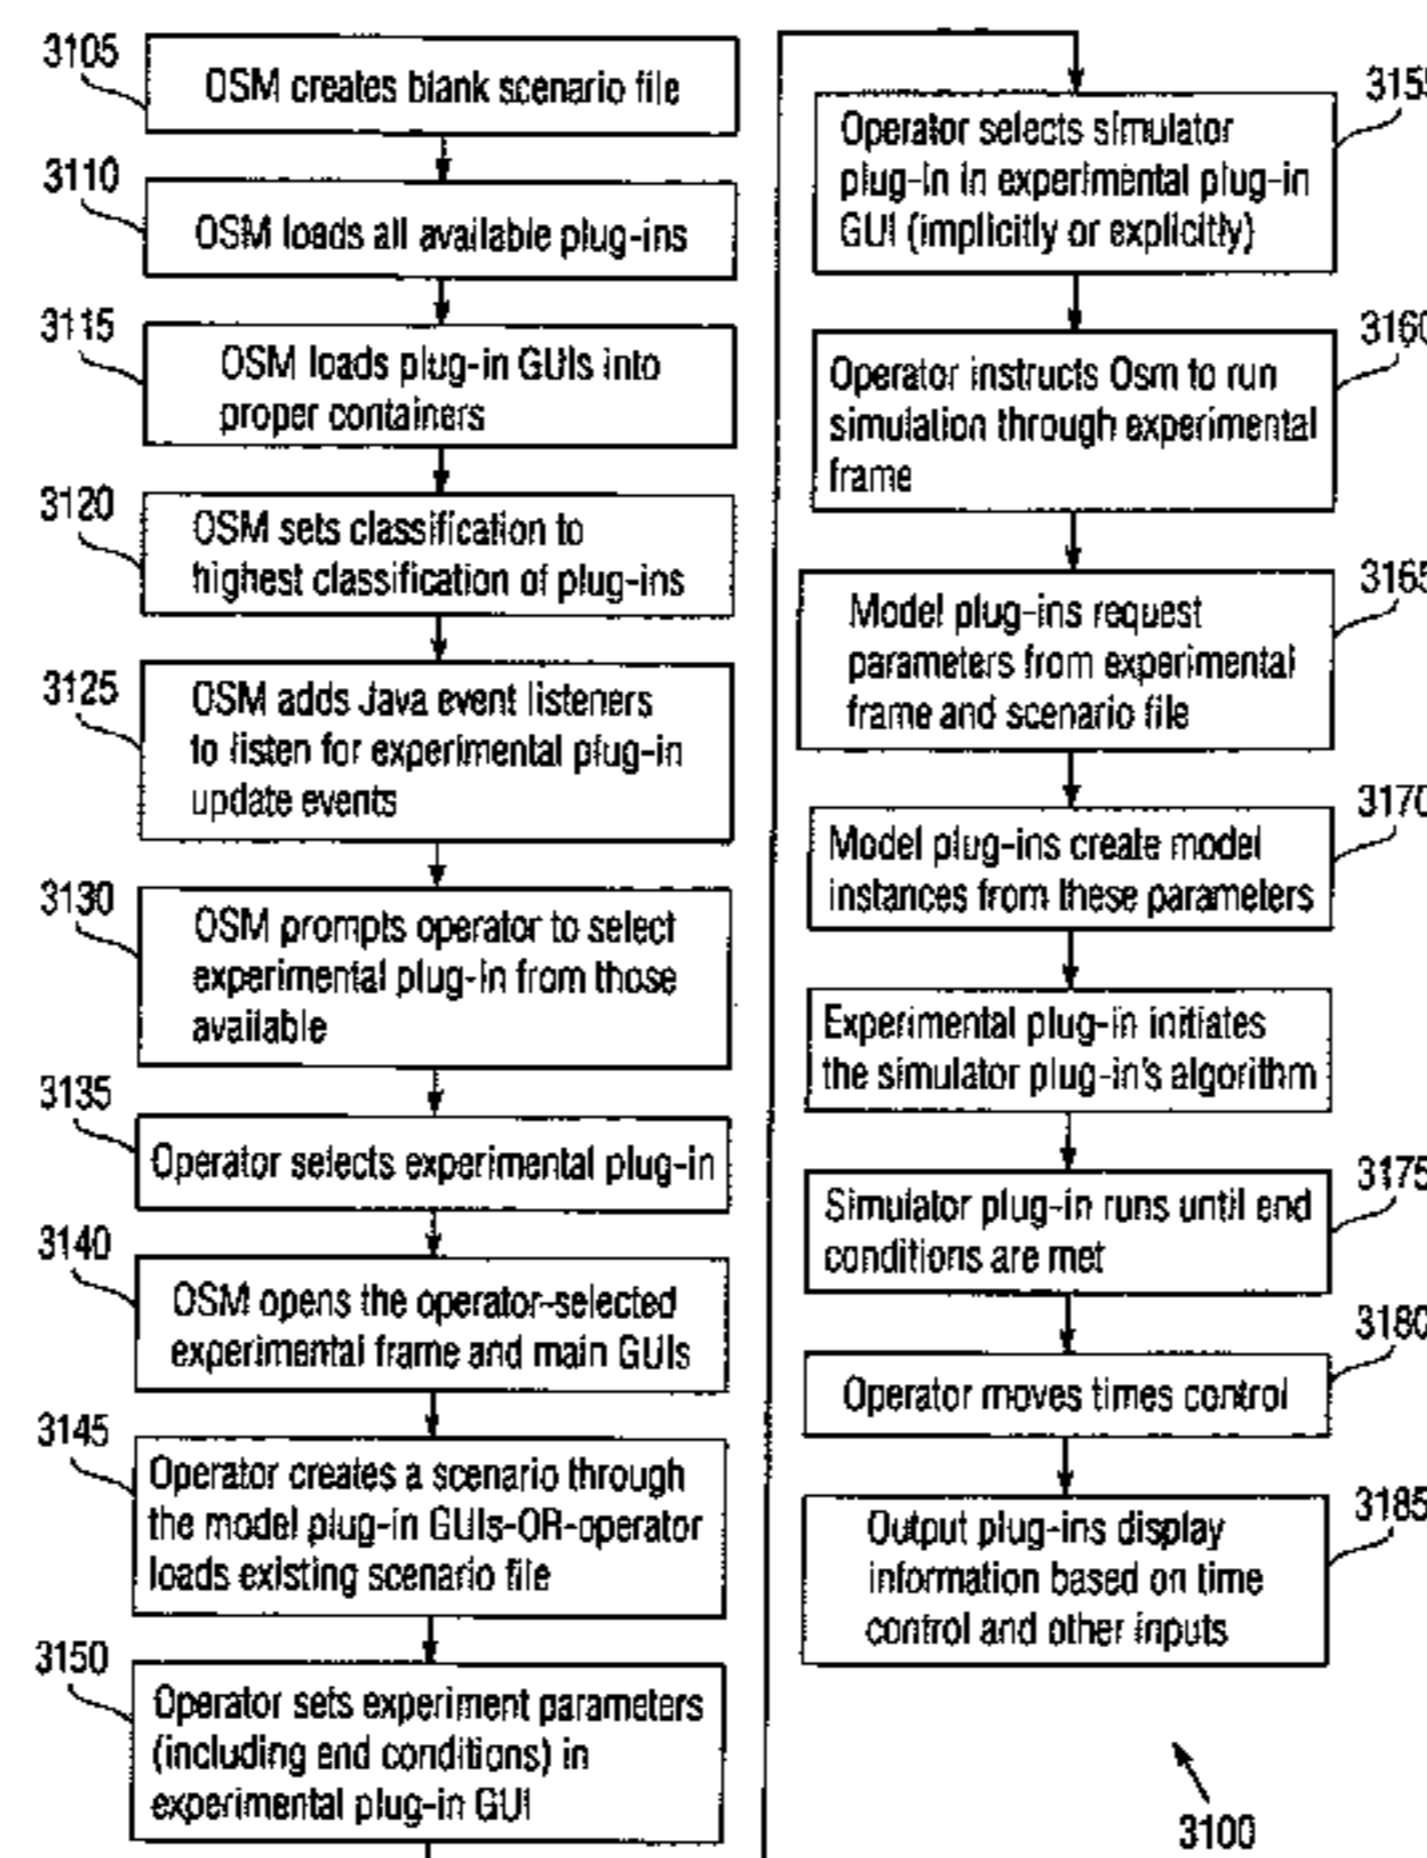 3105
OSM creates blank scenario file
3110
OSM loads all available plug-ins
3115
OSM loads plug-in GUIs into
proper containers
3120
OSM sets classification to
highest classification of plug-ins
3125
OSM adds Java event listeners
to listen for experimental plug-in
update events
3130
OSM prompts operator to select
experimental plug-in from those
available
3135
Operator selects experimental plug-in
3140
OSM opens the operator-selected
experimental frame and main GUIs
3145
Operator creates a scenario through
the model plug-in GUIs-OR-operator
loads existing scenario file
3150
Operator sets experiment parameters
(including end conditions) in
experimental plug-in GUI
3155
Operator selects simulator
plug-in in experimental plug-in
GUI (implicitly or explicitly)
3160
Operator instructs Osm to run
simulation through experimental
frame
3165
Model plug-ins request
parameters from experimental
frame and scenario file
3170
Model plug-ins create model
instances from these parameters
Experimental plug-in initiates
the simulator plug-in's algorithm
3175
Simulator plug-in runs until end
conditions are met
3180
Operator moves times control
3185
Output plug-ins display
information based on time
control and other inputs
3100